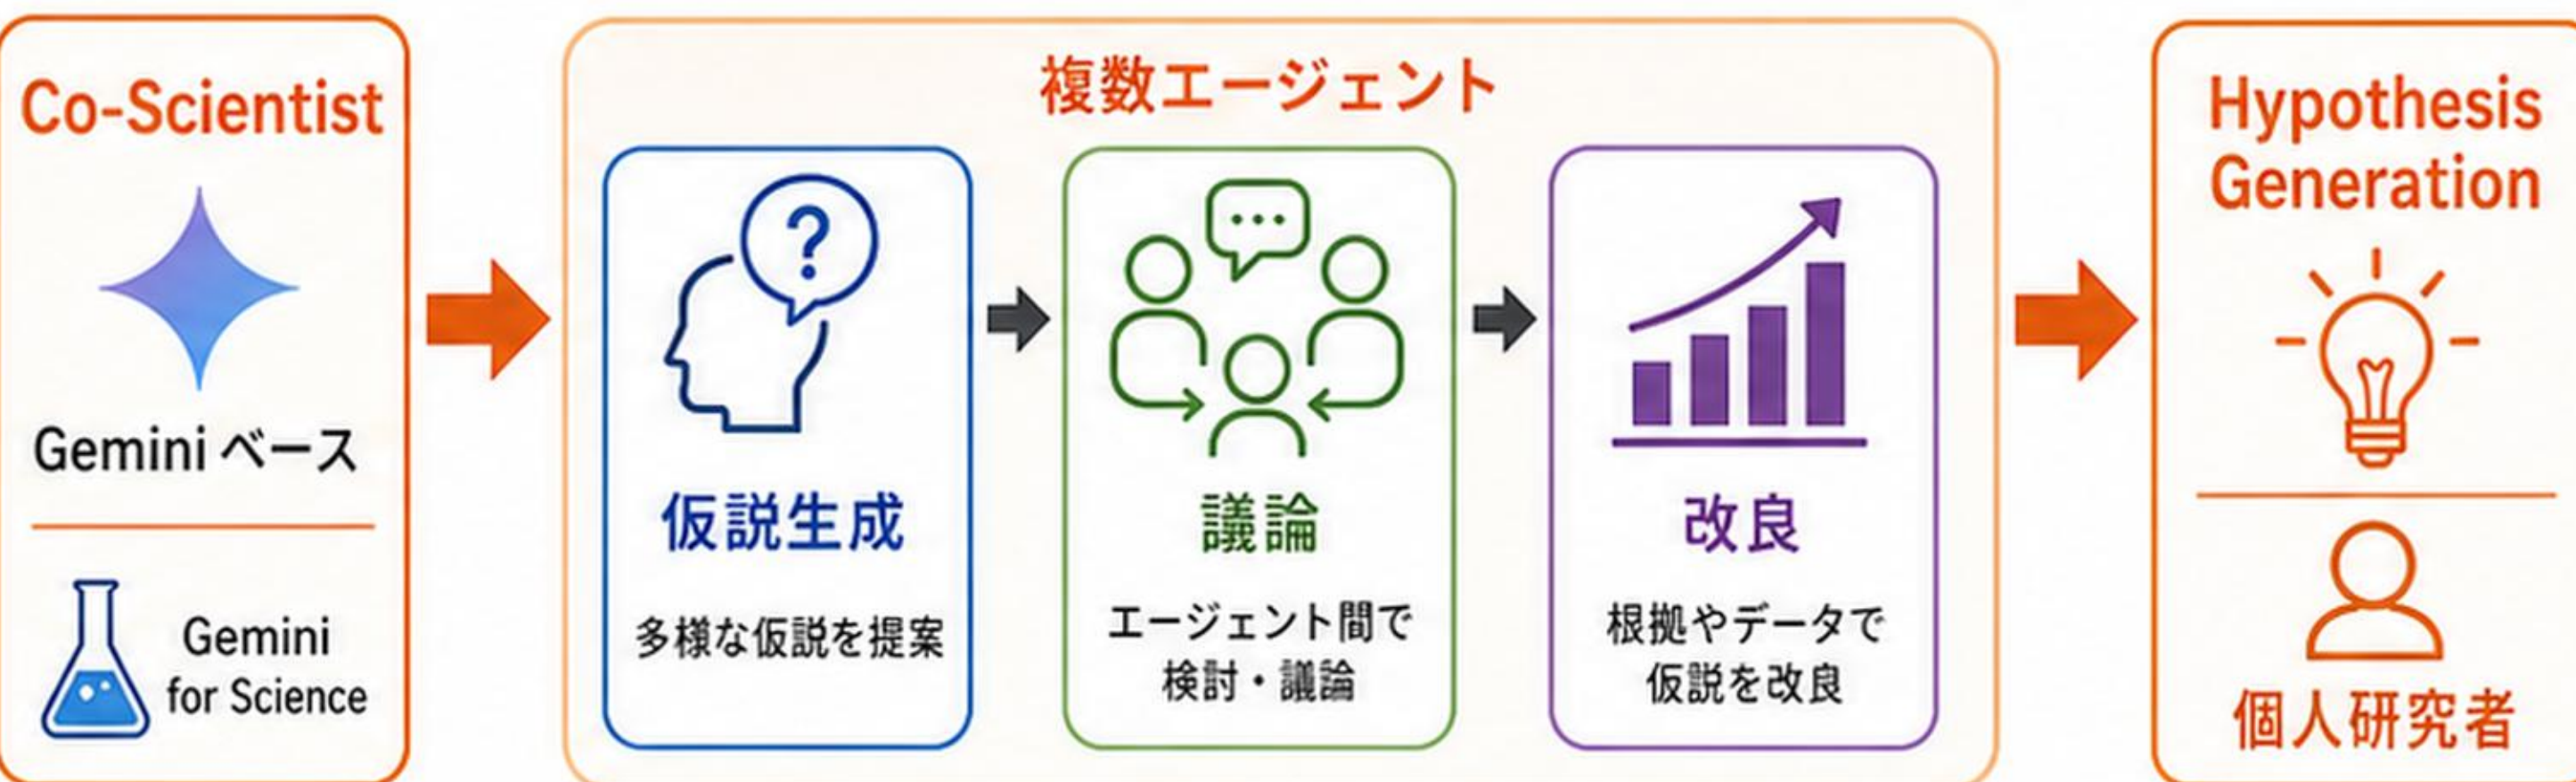 Co-Scientist
Gemini ベース
Gemini
for Science
複数エージェント
?
仮説生成
多様な仮説を提案
議論
エージェント間で
検討・議論
改良
根拠やデータで
仮説を改良
Hypothesis
Generation
個人研究者